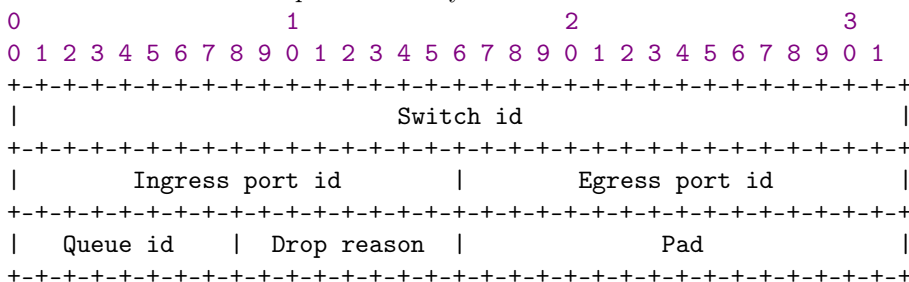 0                   1                   2                   3
0 1 2 3 4 5 6 7 8 9 0 1 2 3 4 5 6 7 8 9 0 1 2 3 4 5 6 7 8 9 0 1
+-+-+-+-+-+-+-+-+-+-+-+-+-+-+-+-+-+-+-+-+-+-+-+-+-+-+-+-+-+-+-+-+
|                           Switch id                           |
+-+-+-+-+-+-+-+-+-+-+-+-+-+-+-+-+-+-+-+-+-+-+-+-+-+-+-+-+-+-+-+-+
|        Ingress port id        |        Egress port id         |
+-+-+-+-+-+-+-+-+-+-+-+-+-+-+-+-+-+-+-+-+-+-+-+-+-+-+-+-+-+-+-+-+
|   Queue id    |  Drop reason  |              Pad              |
+-+-+-+-+-+-+-+-+-+-+-+-+-+-+-+-+-+-+-+-+-+-+-+-+-+-+-+-+-+-+-+-+